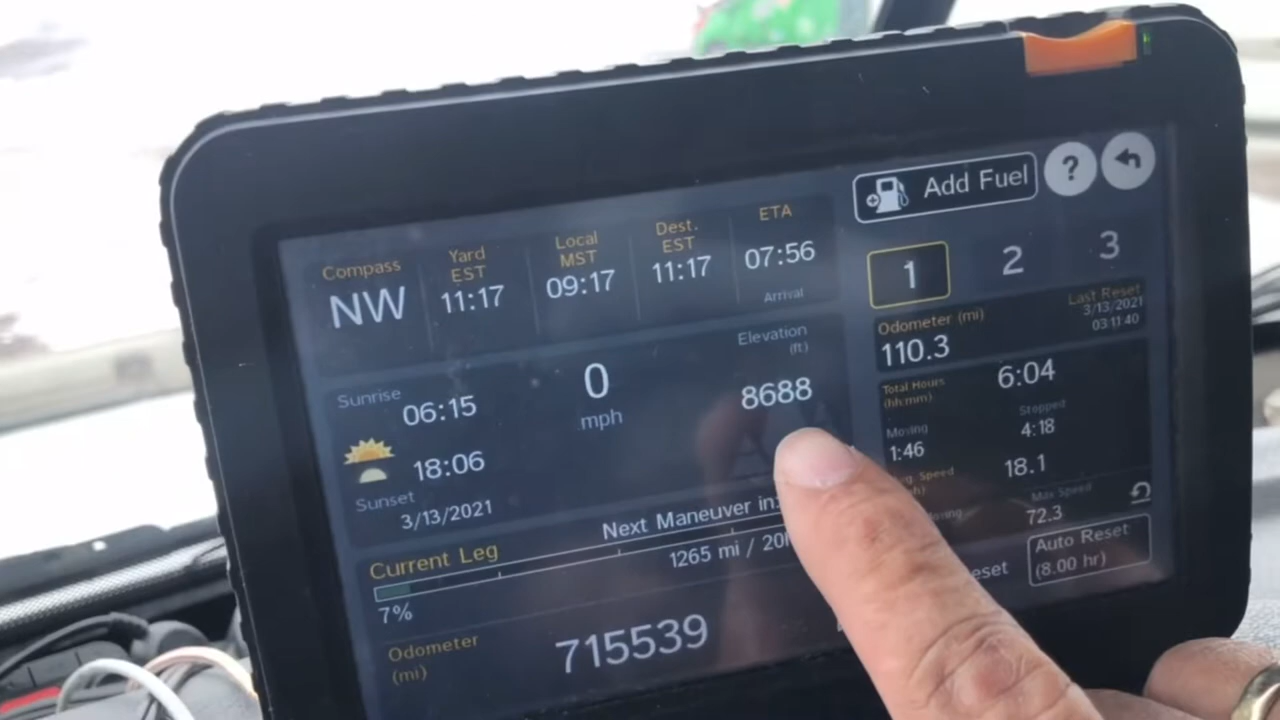 Compass
NW
Yard
EST
11:17
Local
MST
09:17
Dest.
EST
11:17
ETA
07:56
Arrival
Add Fuel
?
1
2
3
Odometer (mi)
110.3
Last Reset
3/13/2021
03:11:40
Total Hours
(hh:mm)
6:04
Moving
1:46
Stopped
4:18
Speed
18.1
Max Speed
72.3
Auto Reset
(8.00 hr)
Sunrise
06:15
18:06
Sunset
3/13/2021
0
mph
Elevation
(ft)
8688
Next Maneuver in:
Current Leg
1265 mi / 20
7%
Odometer
(mi)
715539